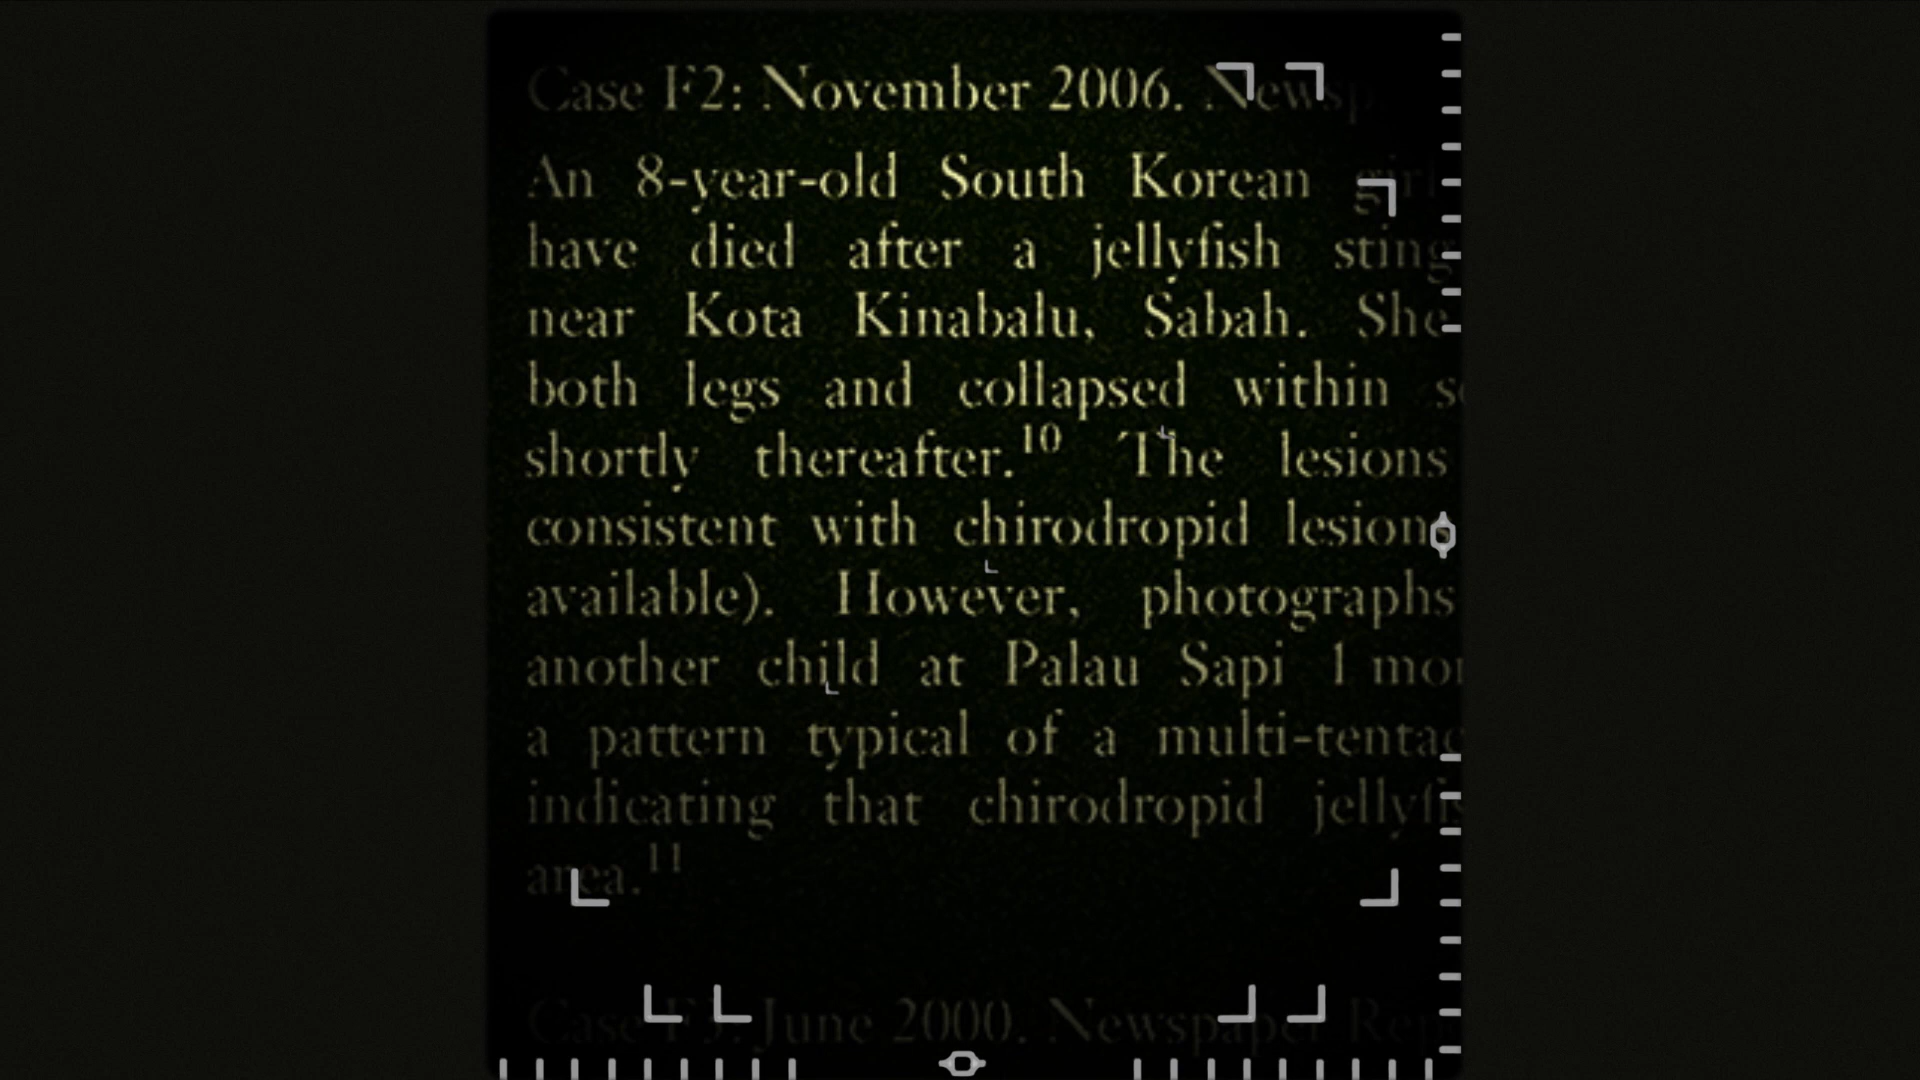 Case F2: November 2006.
An 8-year-old South Korean girl
have died after a jellyfish sting
near Kota Kinabalu, Sabah. She
both legs and collapsed within
shortly thereafter.10 The lesions
consistent with chirodropid lesion
available). However, photographs
another child at Palau Sapi 1
a pattern typical of a
indicating that chirodropid
area.11
Case F3: June 2000. Newspaper